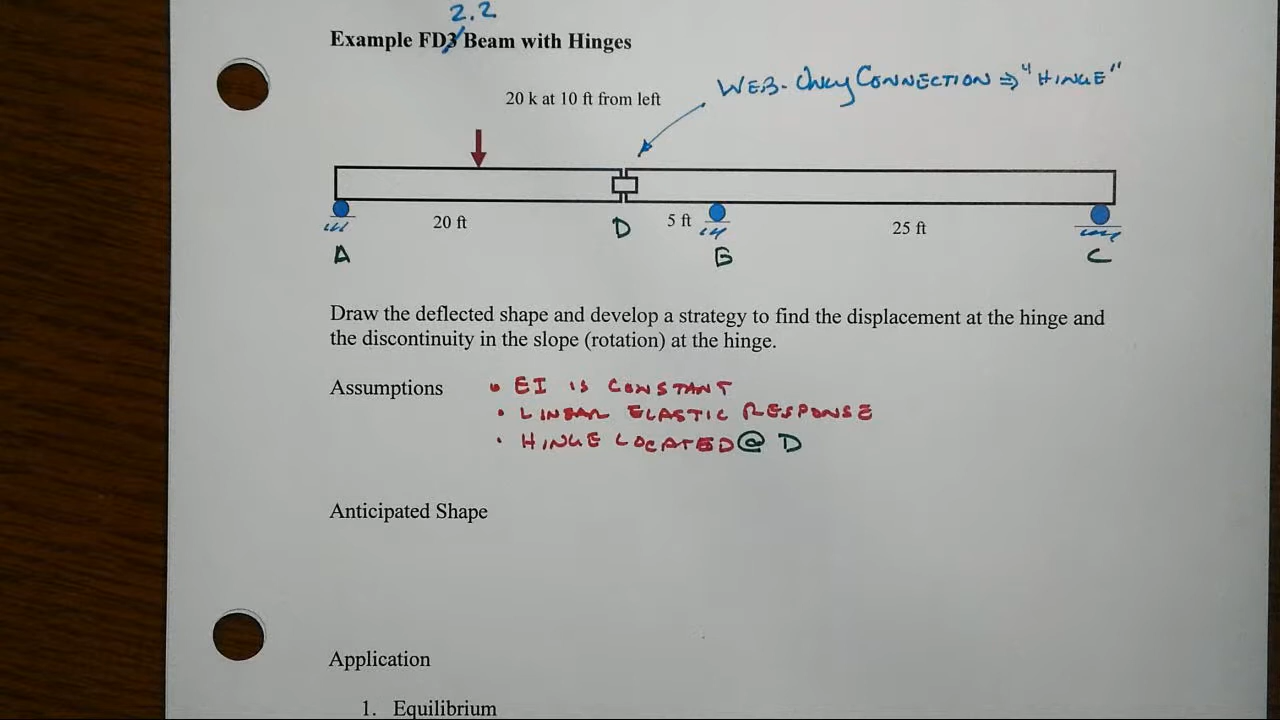 2.2
Example FD3 Beam with Hinges
WEB-Only CONNECTION ⇒ "HINGE"
20 k at 10 ft from left
20 ft
D
5 ft
25 ft
A
B
C
Draw the deflected shape and develop a strategy to find the displacement at the hinge and
the discontinuity in the slope (rotation) at the hinge.
Assumptions • EI IS CONSTANT
• LINEAR ELASTIC RESPONSE
• HINGE LOCATED @ D
Anticipated Shape
Application
1. Equilibrium